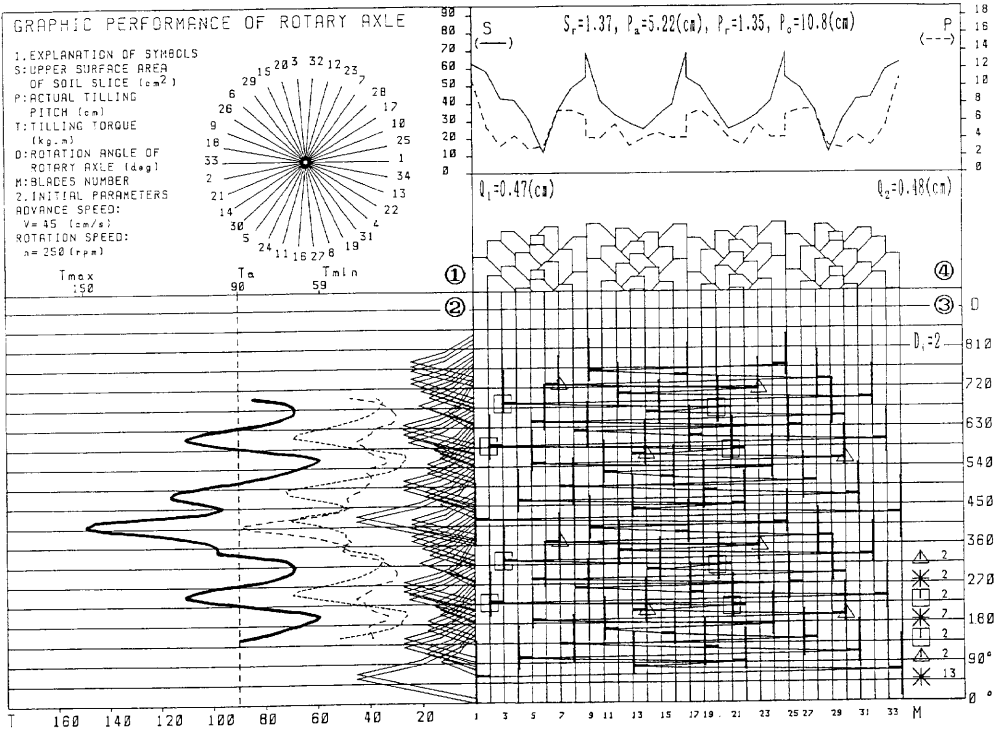 GRAPHIC PERFORMANCE OF ROTARY AXLE
1.EXPLANATION OF SYMBOLS
S:UPPER SURFACE AREA
OF SOIL SLICE (cm²)
P:ACTUAL TILLING
PITCH (cm)
T:TILLING TORQUE
(kg.m)
O:ROTATION ANGLE OF
ROTARY AXLE (deg)
M:BLADES NUMBER
2.INITIAL PARAMETERS
ADVANCE SPEED:
V=45 (cm/s)
ROTATION SPEED:
n=250(rpm)
29 15 20 3 32 12 23 7 28 17 10 25 1 34 13 22 4 31 19 8 27 16 11 24 5 30 14 21 2 33 18 9 26 6
Tmax Ta Tmin
150 90 59
① ② ③ ④
90 80 70 60 50 40 30 20 10 0
S (—)
Sr=1.37, Pa=5.22(cm), Pr=1.35, Po=10.8(cm)
P (---)
18 16 14 12 10 8 6 4 2 0
Q₁=0.47(cm) Q₂=0.48(cm)
O
D₁=2
810
720
630
540
450
360
270
180
90°
0°
2
2
2
7
2
2
13
T 160 140 120 100 80 60 40 20
1 3 5 7 9 11 13 15 17 19. 21 23 25 27 29 31 33 M